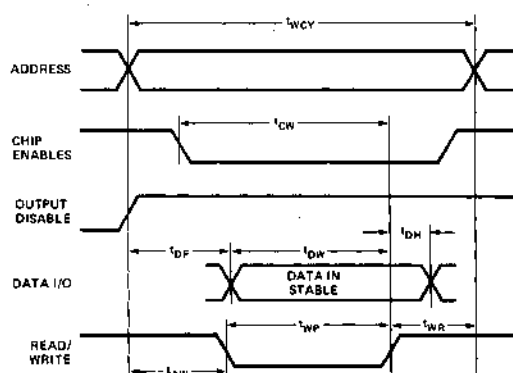 tWCY
ADDRESS
tCW
CHIP
ENABLES
OUTPUT
DISABLE
tDH
tDF
tDW
DATA I/O
DATA IN
STABLE
tWP
tWR
READ/
WRITE